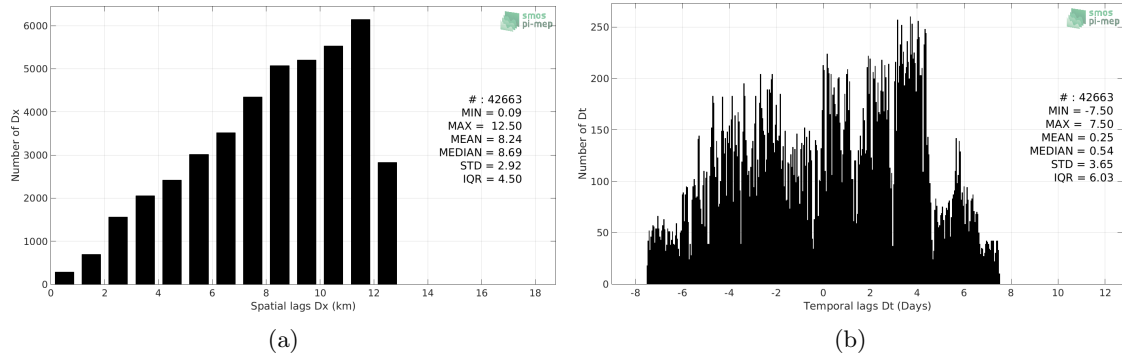 smos
pi-mep
6000
5000
4000
3000
2000
1000
0
Number of Dx
# : 42663
MIN = 0.09
MAX = 12.50
MEAN = 8.24
MEDIAN = 8.69
STD = 2.92
IQR = 4.50
0 2 4 6 8 10 12 14 16 18
Spatial lags Dx (km)
(a)
smos
pi-mep
250
200
150
100
50
0
Number of Dt
# : 42663
MIN = -7.50
MAX = 7.50
MEAN = 0.25
MEDIAN = 0.54
STD = 3.65
IQR = 6.03
-8 -6 -4 -2 0 2 4 6 8 10 12
Temporal lags Dt (Days)
(b)